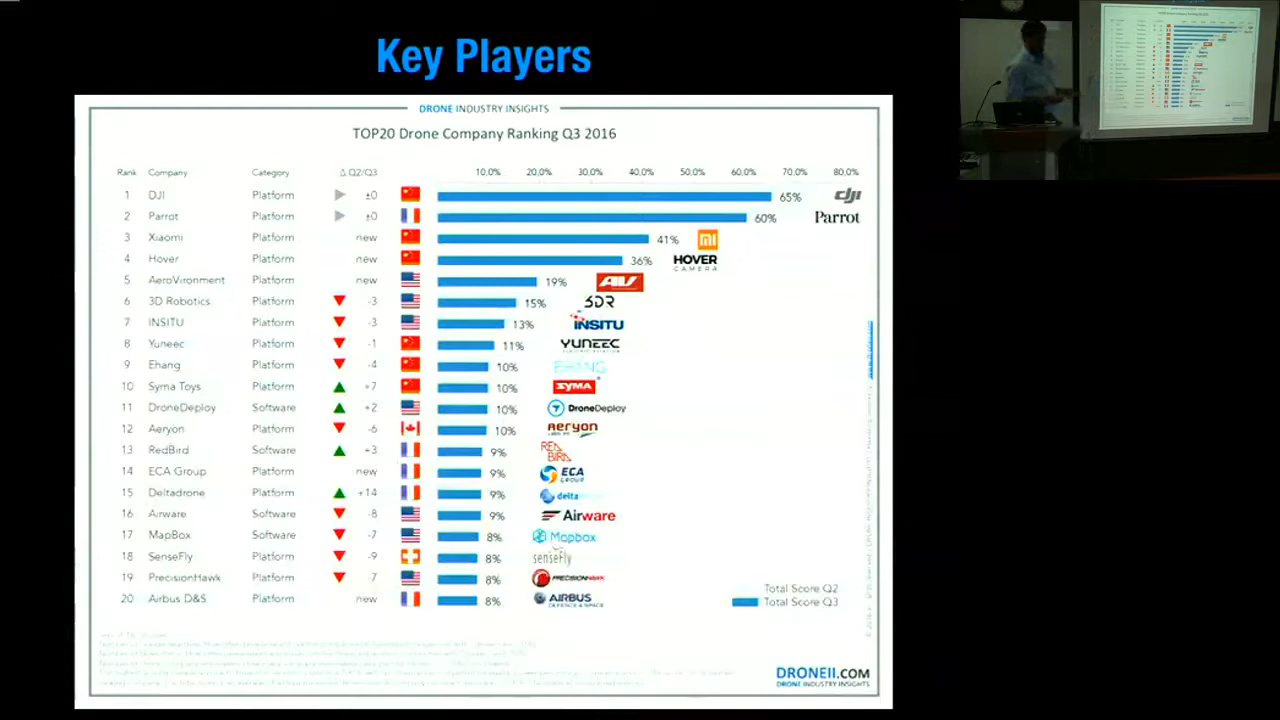 Key Players
DRONE INDUSTRY INSIGHTS
TOP20 Drone Company Ranking Q3 2016
Rank Company Category Δ Q2/Q3 10,0% 20,0% 30,0% 40,0% 50,0% 60,0% 70,0% 80,0%
1 DJI Platform ±0 65% dji
2 Parrot Platform ±0 60% Parrot
3 Xiaomi Platform new 41% mi
4 Hover Platform new 36% HOVER CAMERA
5 AeroVironment Platform new 19% AV
6 3D Robotics Platform -3 15% 3DR
7 INSITU Platform -3 13% INSITU
8 Yuneec Platform -1 11% YUNEEC ELECTRIC AVIATION
9 Ehang Platform -4 10% EHANG
10 Syma Toys Platform +7 10% SYMA
11 DroneDeploy Software +2 10% DroneDeploy
12 Aeryon Platform -6 10% Aeryon
13 RedBird Software +3 9% RED BIRD
14 ECA Group Platform new 9% ECA GROUP
15 Deltadrone Platform +14 9% delta
16 Airware Software -8 9% Airware
17 MapBox Software -7 8% Mapbox
18 SenseFly Platform -9 8% senseFly
19 PrecisionHawk Platform -7 8% PRECISIONHAWK
20 Airbus D&S Platform new 8% AIRBUS DEFENCE & SPACE
Total Score Q2
Total Score Q3
DRONEII.COM
DRONE INDUSTRY INSIGHTS